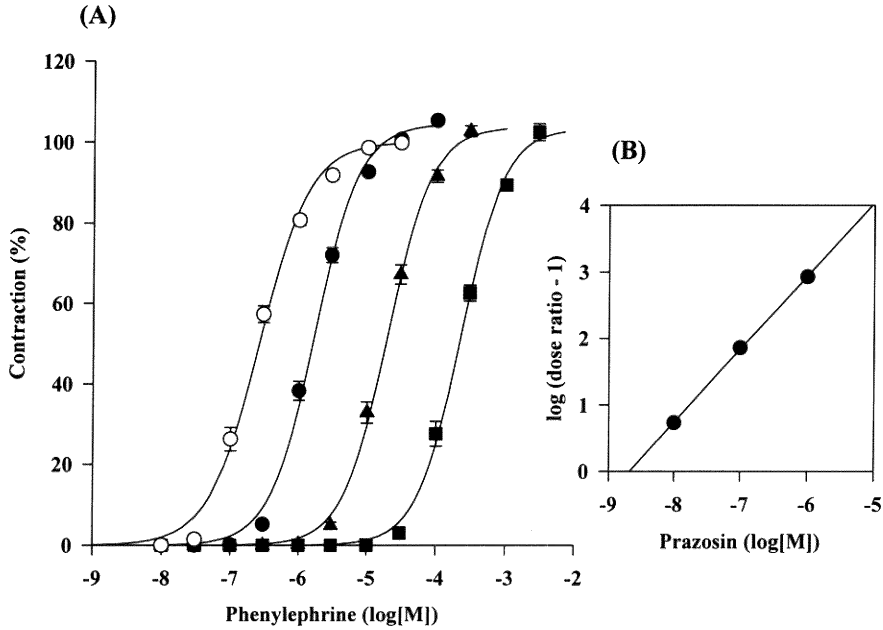 (A)
120
100
80
60
40
20
0
Contraction (%)
-9 -8 -7 -6 -5 -4 -3 -2
Phenylephrine (log[M])
(B)
4
3
2
1
0
log (dose ratio - 1)
-9 -8 -7 -6 -5
Prazosin (log[M])